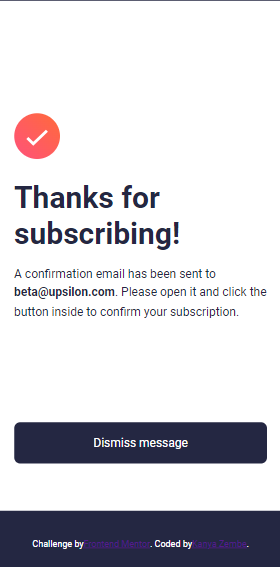 Thanks for
subscribing!
A confirmation email has been sent to
beta@upsilon.com. Please open it and click the
button inside to confirm your subscription.
Dismiss message
Challenge by Frontend Mentor. Coded by